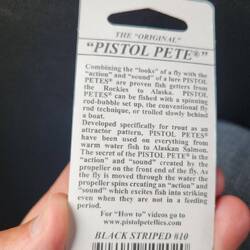 THE "ORIGINAL"
"PISTOL PETE®"
Combining the "looks" of a fly with the
"action" and "sound" of a lure PISTOL
PETES® are proven fish getters from
the Rockies to Alaska. PISTOL
PETES® can be fished with a spinning
rod-bubble set up, the conventional fly
rod technique, or trolled slowly behind
a boat.
Developed specifically for trout as an
attractor pattern, PISTOL PETES®
have been used on everything from
warm water fish to Alaskan Salmon.
The secret of the PISTOL PETE® is the
"action" and "sound" created by the
propeller on the front end of the fly. As
the fly is moved through the water the
propeller spins creating an "action" and
"sound" which excites fish into striking
even when they are not in a feeding
period.
For "How to" videos go to
www.pistolpeteflies.com
BLACK STRIPED #10